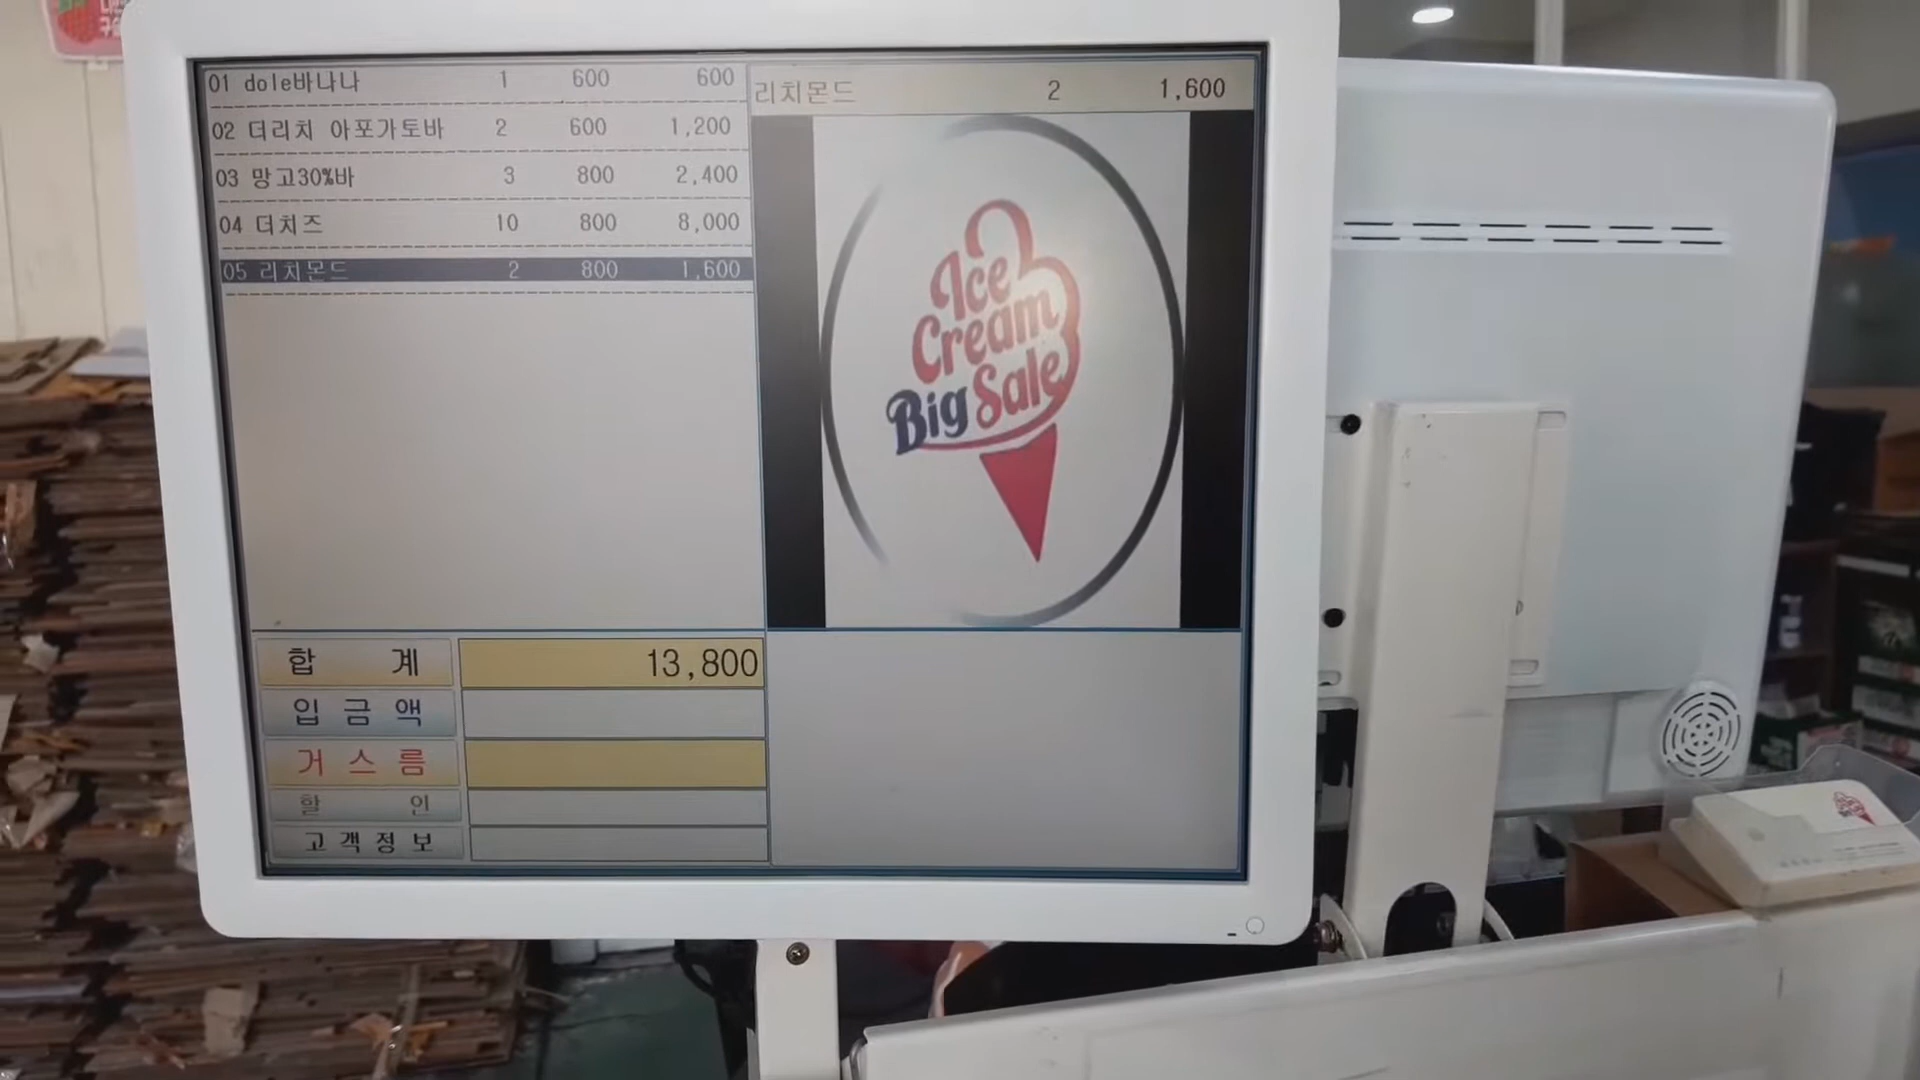 01 dole바나나 1 600 600
02 더리치 아포가토바 2 600 1,200
03 망고30%바 3 800 2,400
04 더치즈 10 800 8,000
05 리치몬드 2 800 1,600
리치몬드 2 1,600
Ice
Cream
Big Sale
합 계 13,800
입 금 액
거 스 름
할 인
고 객 정 보